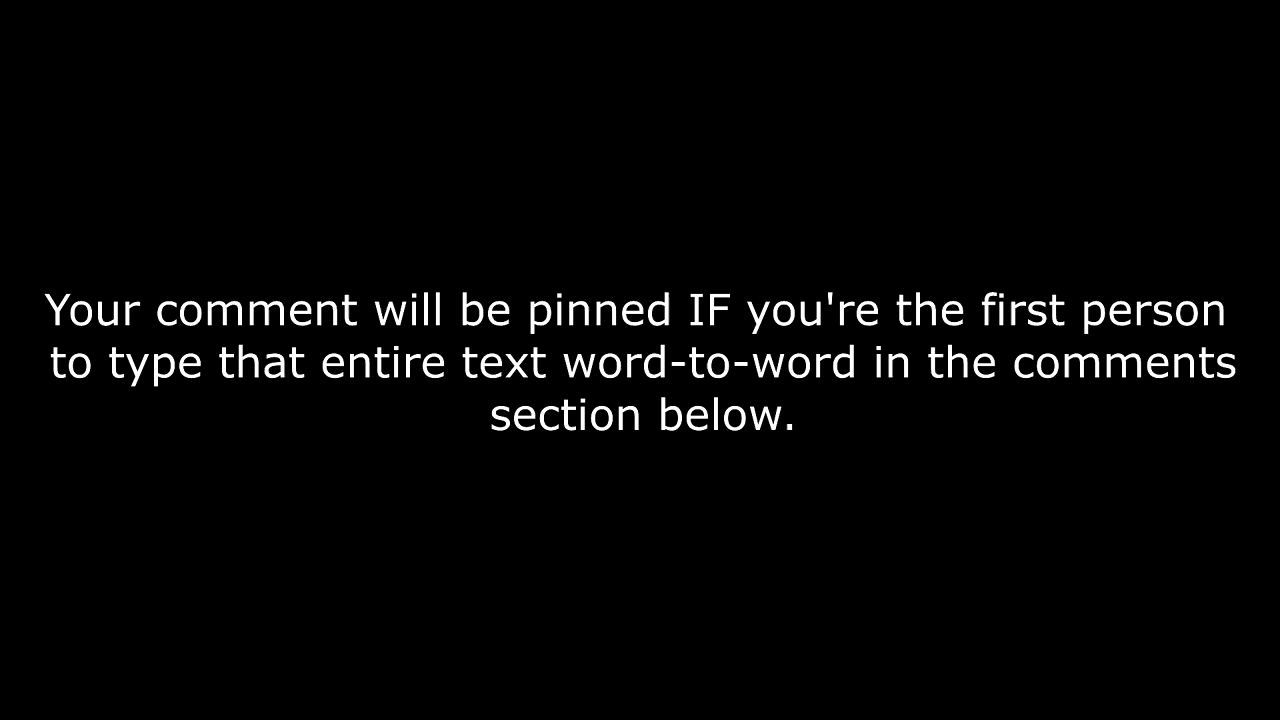 Your comment will be pinned IF you're the first person
to type that entire text word-to-word in the comments
section below.